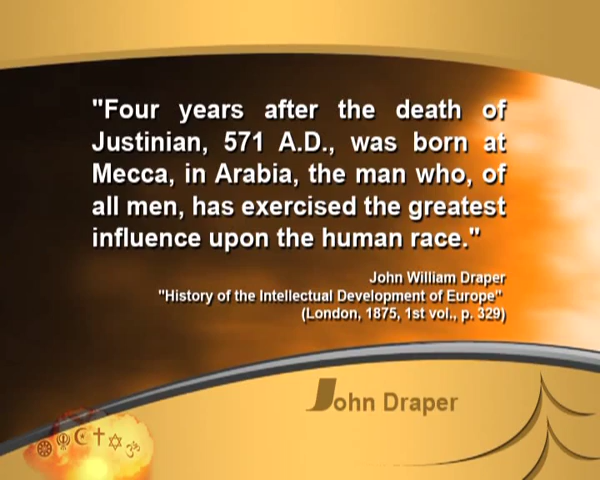 "Four years after the death of
Justinian, 571 A.D., was born at
Mecca, in Arabia, the man who, of
all men, has exercised the greatest
influence upon the human race."
John William Draper
"History of the Intellectual Development of Europe"
(London, 1875, 1st vol., p. 329)
John Draper